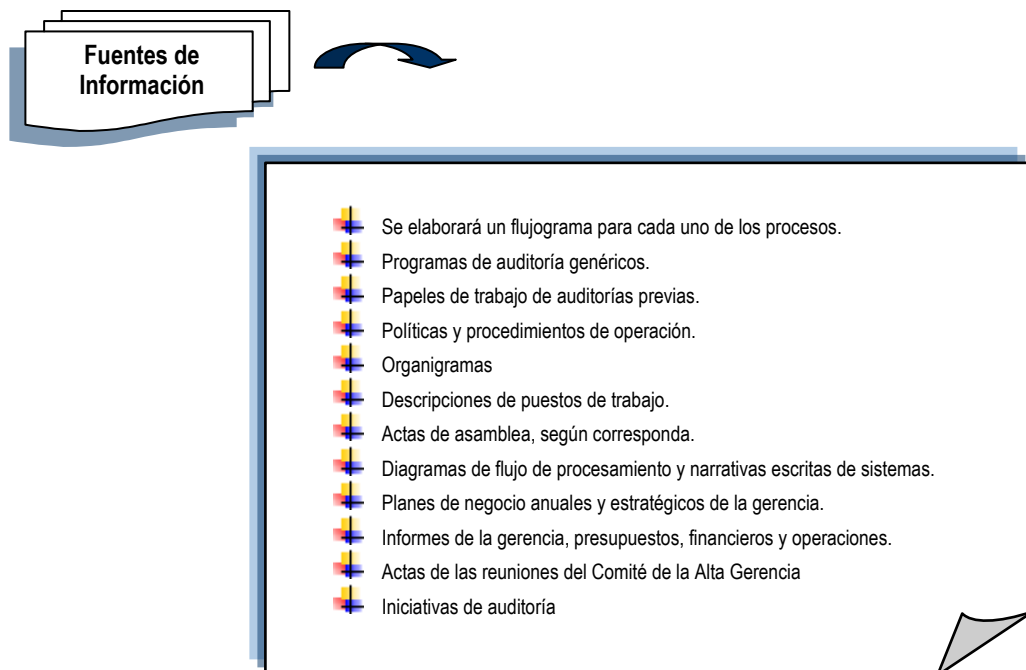 Fuentes de
Información
Se elaborará un flujograma para cada uno de los procesos.
Programas de auditoría genéricos.
Papeles de trabajo de auditorías previas.
Políticas y procedimientos de operación.
Organigramas
Descripciones de puestos de trabajo.
Actas de asamblea, según corresponda.
Diagramas de flujo de procesamiento y narrativas escritas de sistemas.
Planes de negocio anuales y estratégicos de la gerencia.
Informes de la gerencia, presupuestos, financieros y operaciones.
Actas de las reuniones del Comité de la Alta Gerencia
Iniciativas de auditoría